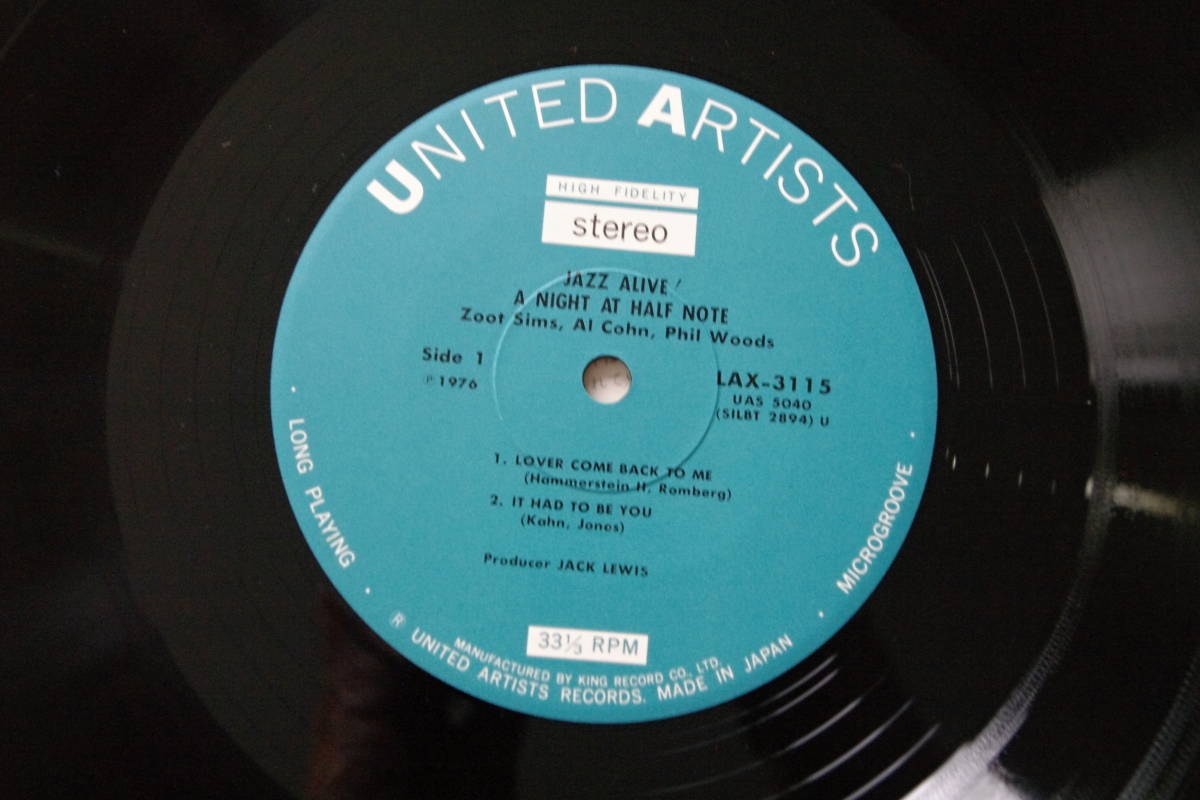 UNITED ARTISTS
HIGH FIDELITY
stereo
JAZZ ALIVE!
A NIGHT AT HALF NOTE
Zoot Sims, Al Cohn, Phil Woods
Side 1
℗ 1976
LAX-3115
UAS 5040
(SILBT 2894) U
1. LOVER COME BACK TO ME
(Hammerstein II, Romberg)
2. IT HAD TO BE YOU
(Kahn, Jones)
Producer JACK LEWIS
· LONG PLAYING ·
· MICROGROOVE ·
33⅓ RPM
MANUFACTURED BY KING RECORD CO., LTD.
® UNITED ARTISTS RECORDS. MADE IN JAPAN